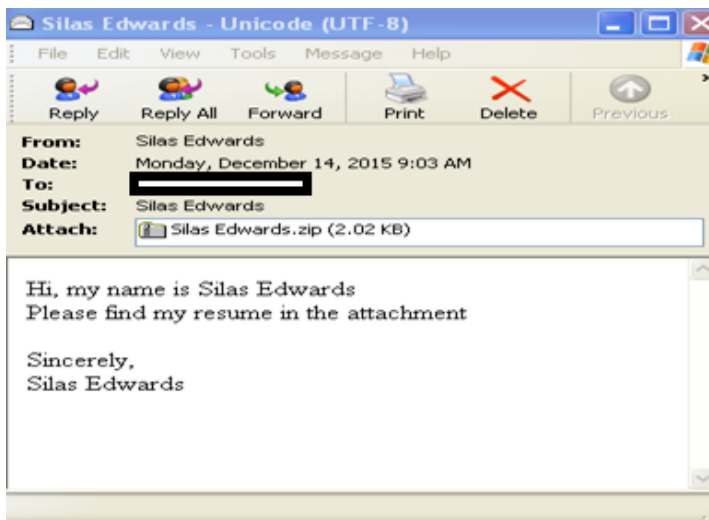 Silas Edwards - Unicode (UTF-8)
File Edit View Tools Message Help
Reply Reply All Forward Print Delete Previous
From: Silas Edwards
Date: Monday, December 14, 2015 9:03 AM
To:
Subject: Silas Edwards
Attach: Silas Edwards.zip (2.02 KB)
Hi, my name is Silas Edwards
Please find my resume in the attachment
Sincerely,
Silas Edwards